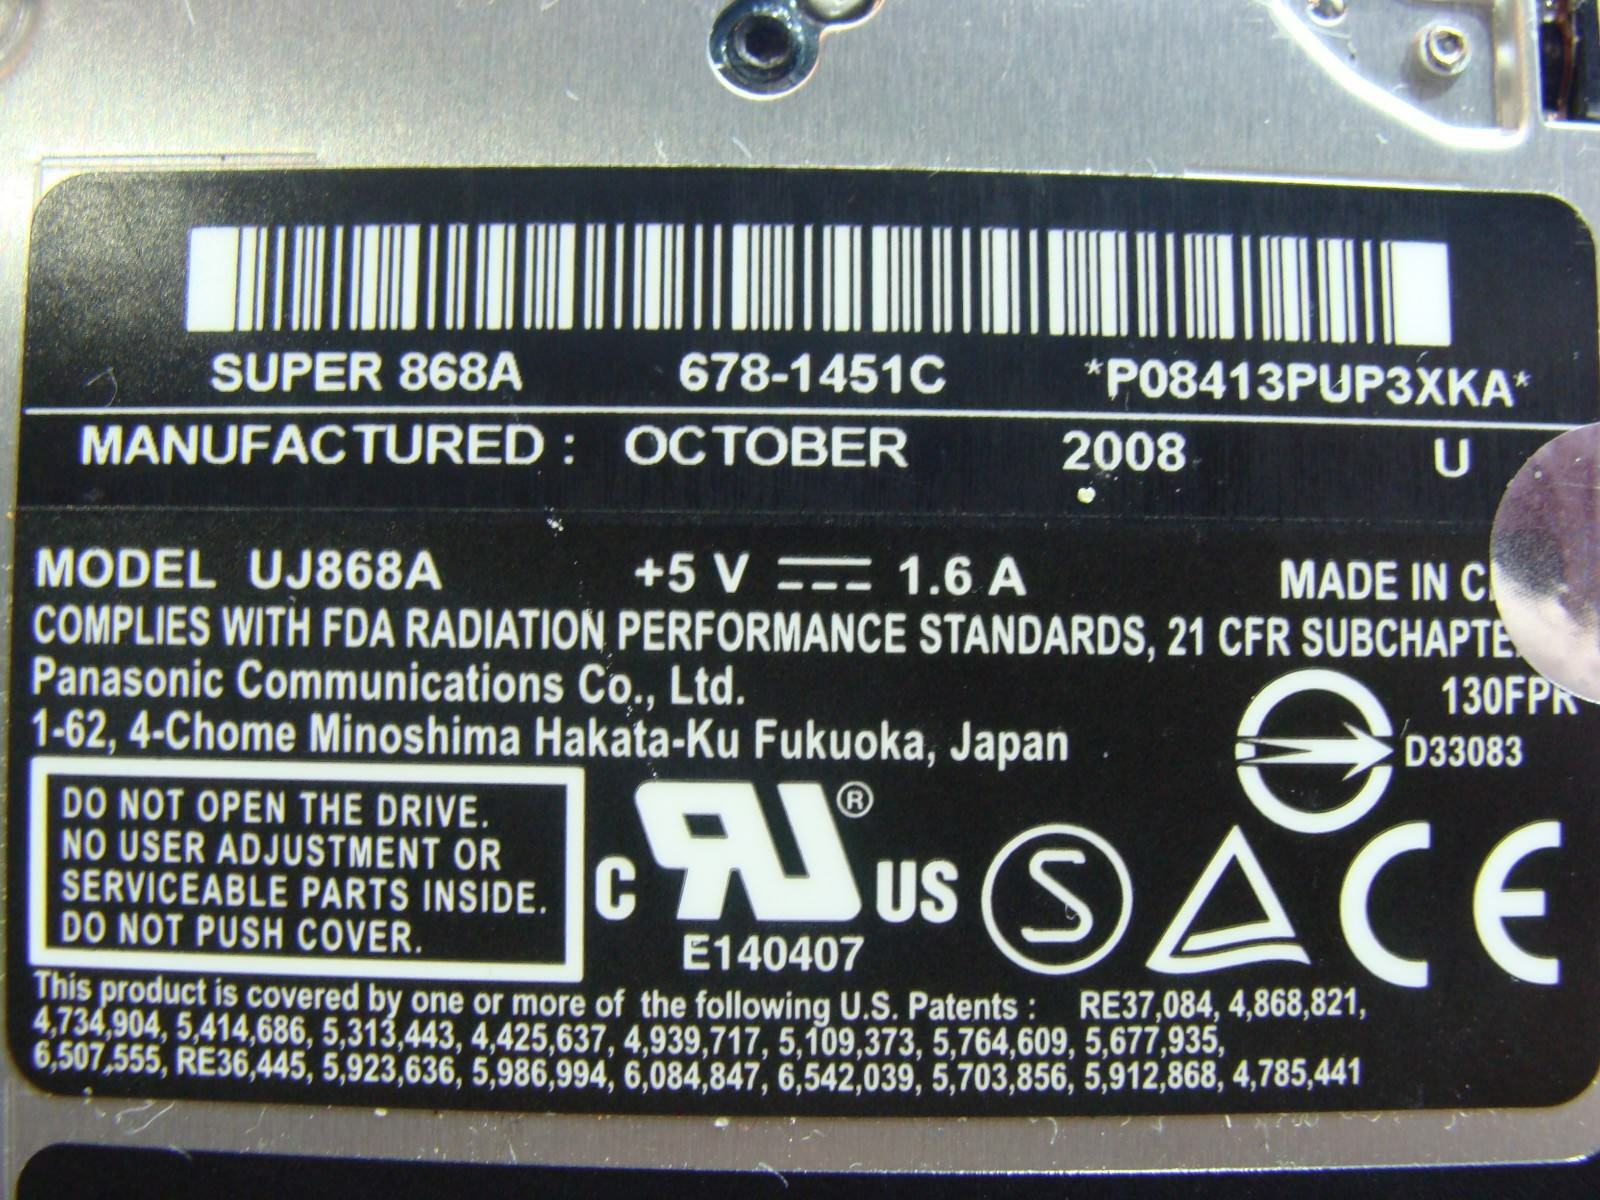 SUPER 868A 678-1451C *P08413PUP3XKA*
MANUFACTURED : OCTOBER 2008 U
MODEL UJ868A +5 V 1.6 A MADE IN
COMPLIES WITH FDA RADIATION PERFORMANCE STANDARDS, 21 CFR
Panasonic Communications Co., Ltd.
130FPR
1-62, 4-Chome Minoshima Hakata-Ku Fukuoka, Japan
D33083
DO NOT OPEN THE DRIVE.
NO USER ADJUSTMENT OR
SERVICEABLE PARTS INSIDE.
DO NOT PUSH COVER.
C RU® US
E140407
S
CE
This product is covered by one or more of the following U.S. Patents : RE37,084, 4,868,821,
4,734,904, 5,414,686, 5,313,443, 4,425,637, 4,939,717, 5,109,373, 5,764,609, 5,677,935,
6,507,555, RE36,445, 5,923,636, 5,986,994, 6,084,847, 6,542,039, 5,703,856, 5,912,868, 4,785,441